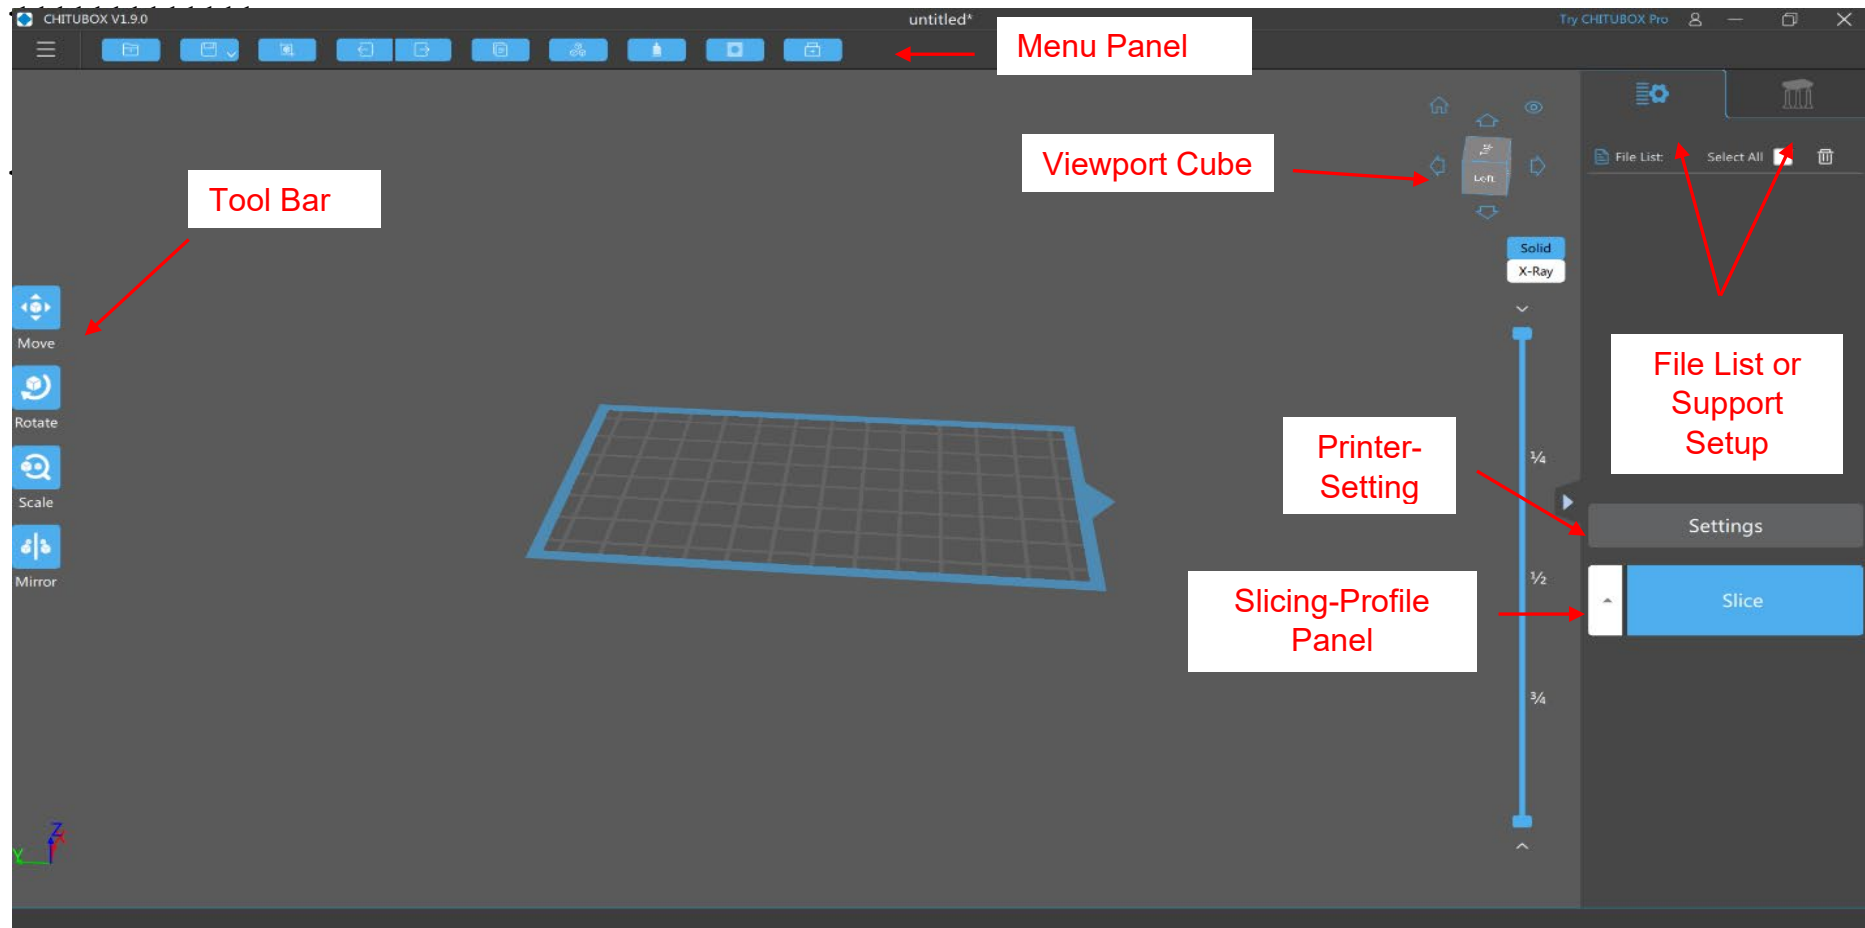 CHITUBOX V1.9.0
untitled*
Try CHITUBOX Pro
Menu Panel
Viewport Cube
Left
File List:
Select All
Tool Bar
Solid
X-Ray
Move
Rotate
Scale
Mirror
File List or
Support
Setup
Printer-
Setting
¼
Settings
½
Slicing-Profile
Panel
Slice
¾
Z
X
Y